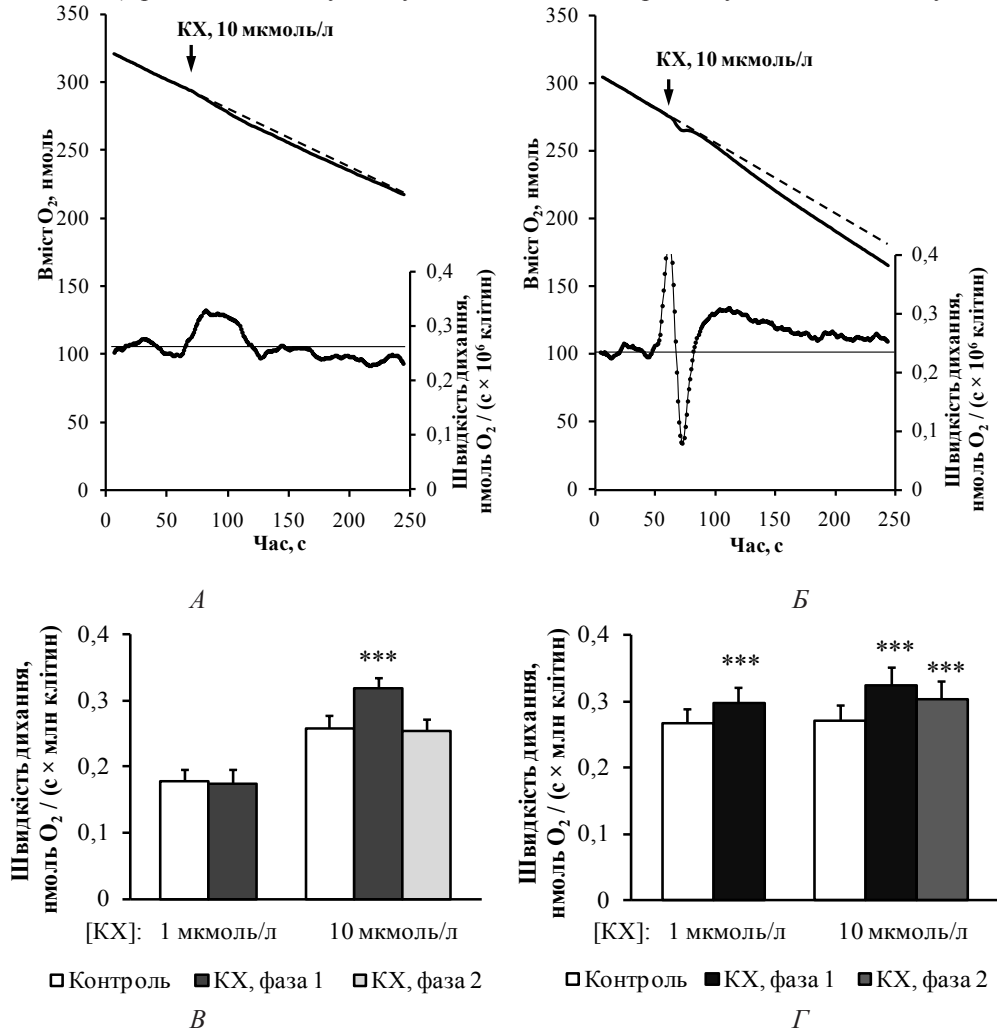 350
300
250
200
150
100
50
0
Вміст O₂, нмоль
КХ, 10 мкмоль/л
0,4
0,3
0,2
0,1
0
Швидкість дихання,
нмоль O₂ / (с × 10⁶ клітин)
0 50 100 150 200 250
Час, с
А
350
300
250
200
150
100
50
0
Вміст O₂, нмоль
КХ, 10 мкмоль/л
0,4
0,3
0,2
0,1
0
Швидкість дихання,
нмоль O₂ / (с × 10⁶ клітин)
0 50 100 150 200 250
Час, с
Б
0,4
0,3
0,2
0,1
0
Швидкість дихання,
нмоль O₂ / (с × млн клітин)
***
[КХ]: 1 мкмоль/л 10 мкмоль/л
Контроль КХ, фаза 1 КХ, фаза 2
В
0,4
0,3
0,2
0,1
0
Швидкість дихання,
нмоль O₂ / (с × млн клітин)
*** *** ***
[КХ]: 1 мкмоль/л 10 мкмоль/л
Контроль КХ, фаза 1 КХ, фаза 2
Г